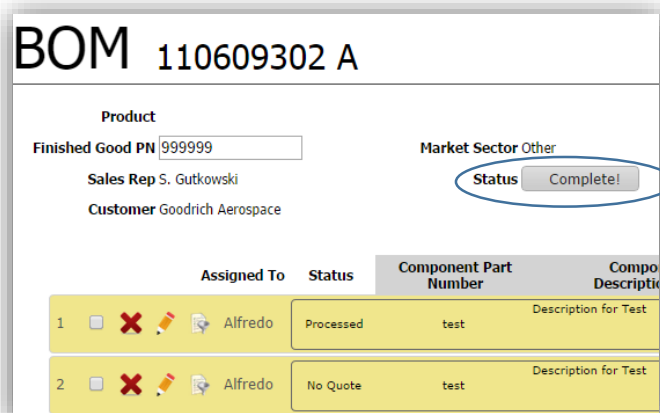 BOM 110609302 A
Product
Finished Good PN 999999
Market Sector Other
Sales Rep S. Gutkowski
Status Complete!
Customer Goodrich Aerospace
Assigned To Status Component Part Number
1 Alfredo Processed test Description for Test
2 Alfredo No Quote test Description for Test